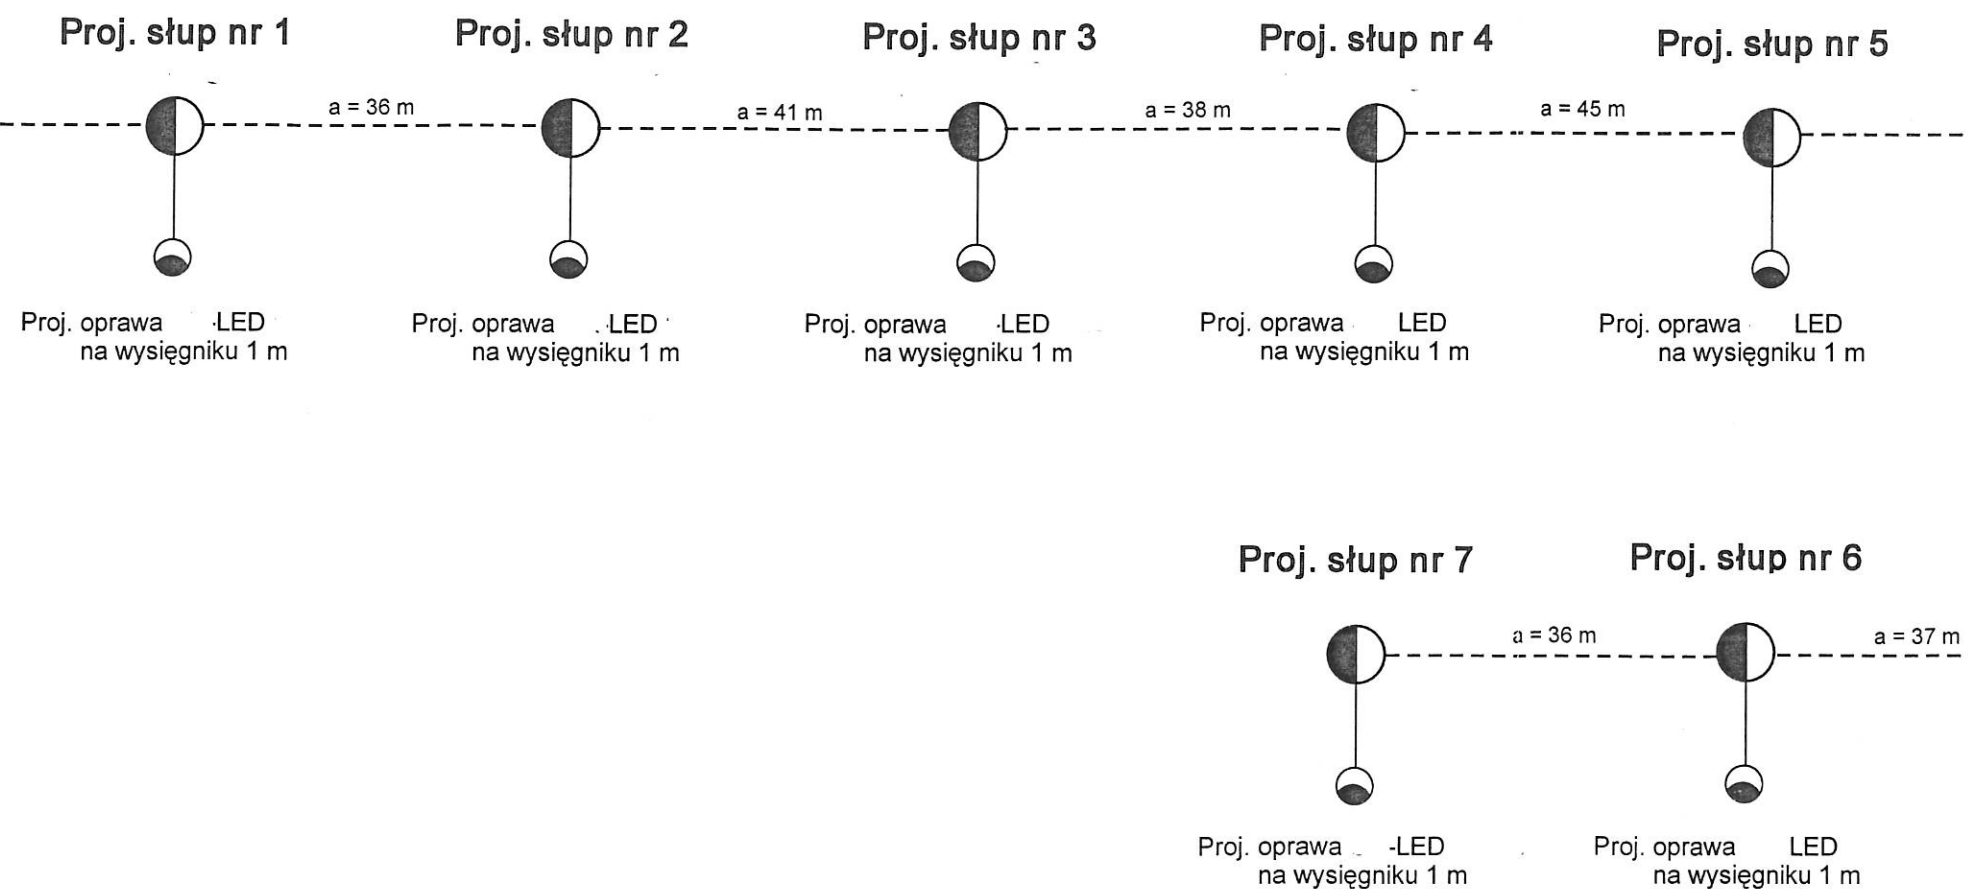 Proj. słup nr 1
Proj. słup nr 2
Proj. słup nr 3
Proj. słup nr 4
Proj. słup nr 5
a = 36 m
a = 41 m
a = 38 m
a = 45 m
Proj. oprawa LED
na wysięgniku 1 m
Proj. oprawa LED
na wysięgniku 1 m
Proj. oprawa LED
na wysięgniku 1 m
Proj. oprawa LED
na wysięgniku 1 m
Proj. oprawa LED
na wysięgniku 1 m
Proj. słup nr 7
Proj. słup nr 6
a = 36 m
a = 37 m
Proj. oprawa -LED
na wysięgniku 1 m
Proj. oprawa LED
na wysięgniku 1 m